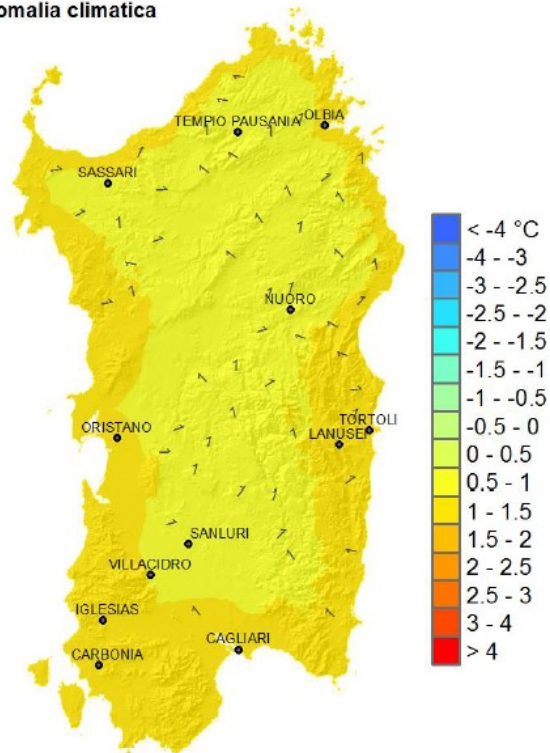 omalia climatica
TEMPIO PAUSANIA
OLBIA
SASSARI
NUORO
ORISTANO
TORTOLI
LANUSEI
SANLURI
VILLACIDRO
IGLESIAS
CAGLIARI
CARBONIA
< -4 °C
-4 - -3
-3 - -2.5
-2.5 - -2
-2 - -1.5
-1.5 - -1
-1 - -0.5
-0.5 - 0
0 - 0.5
0.5 - 1
1 - 1.5
1.5 - 2
2 - 2.5
2.5 - 3
3 - 4
> 4